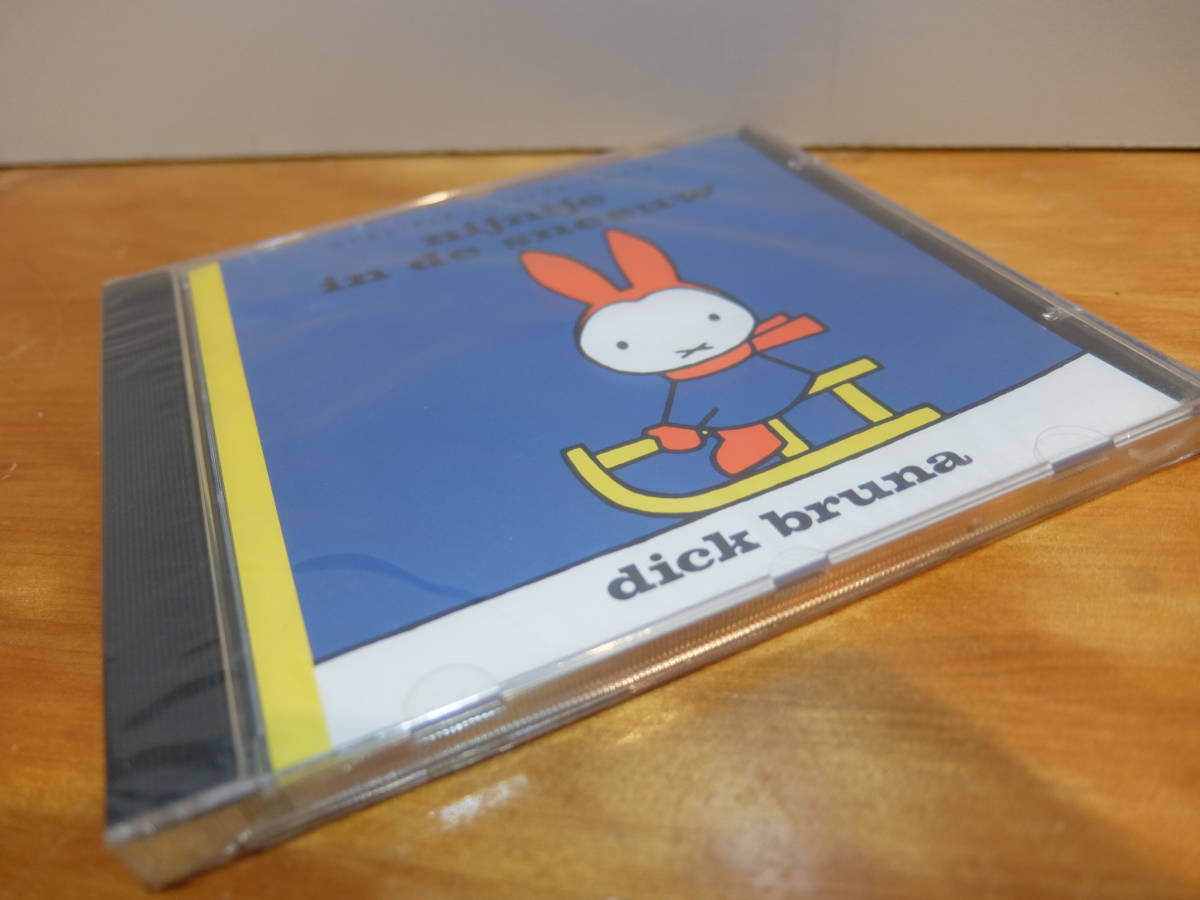 nijntje
in de sneeuw
dick bruna